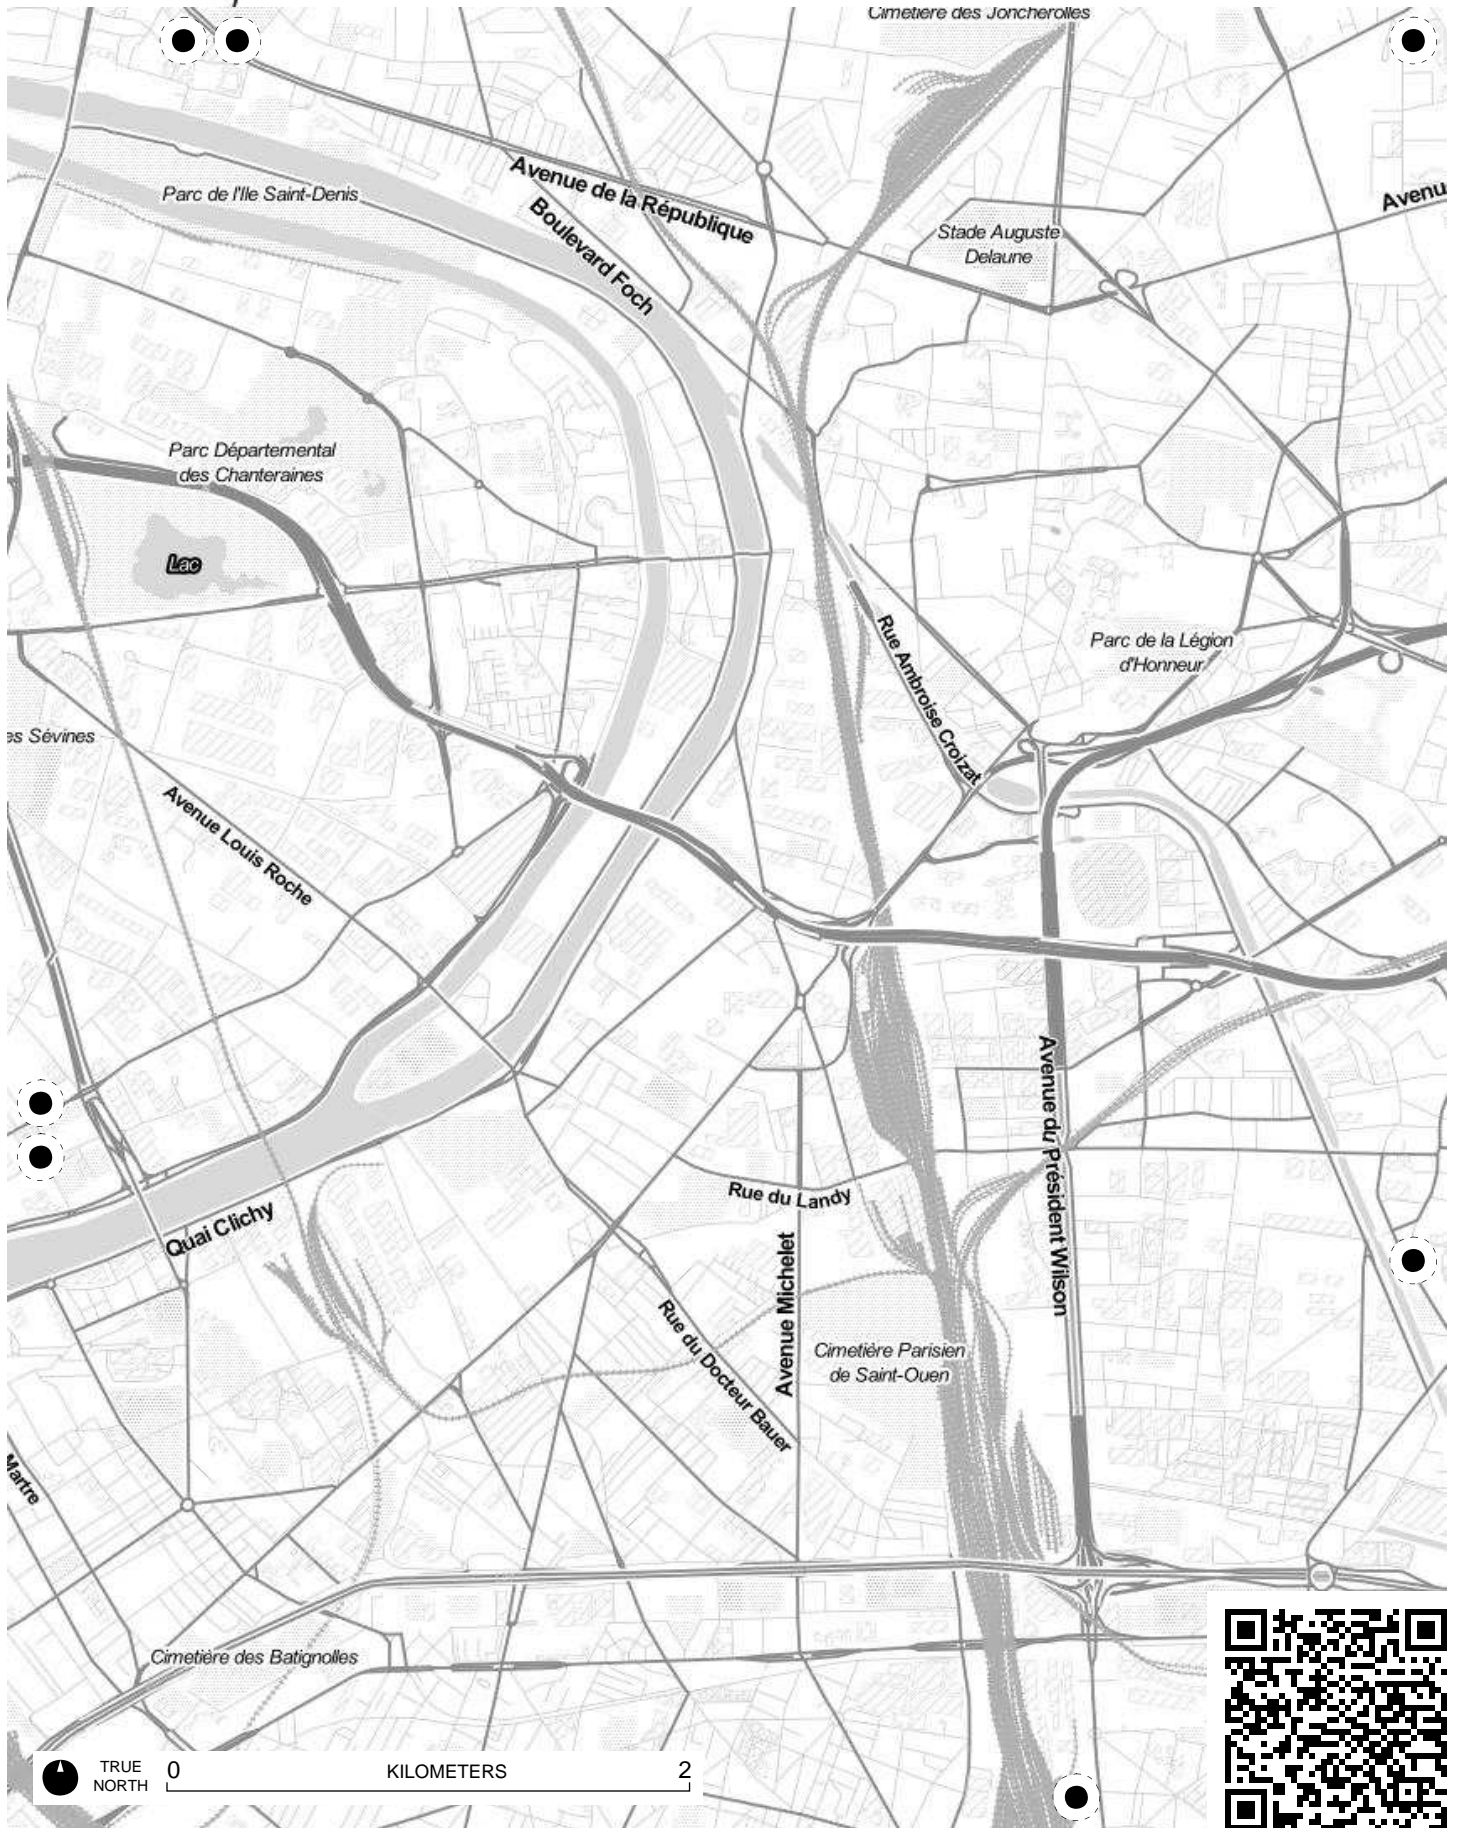 Cimetière des Joncherolles
Parc de l'Ile Saint-Denis
Avenue de la République
Boulevard Foch
Stade Auguste
Delaune
Avenu
Parc Départemental
des Chanteraines
Lac
Rue Ambroise Croizat
Parc de la Légion
d'Honneur
es Sévines
Avenue Louis Roche
Avenue du Président Wilson
Rue du Landy
Quai Clichy
Avenue Michelet
Rue du Docteur Bauer
Cimetière Parisien
de Saint-Ouen
Martre
Cimetière des Batignolles
TRUE
NORTH
0 KILOMETERS 2